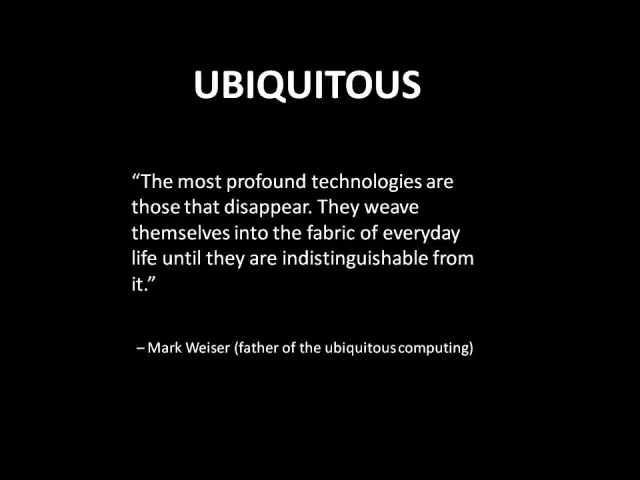 UBIQUITOUS
“The most profound technologies are
those that disappear. They weave
themselves into the fabric of everyday
life until they are indistinguishable from
it.”
– Mark Weiser (father of the ubiquitous computing)